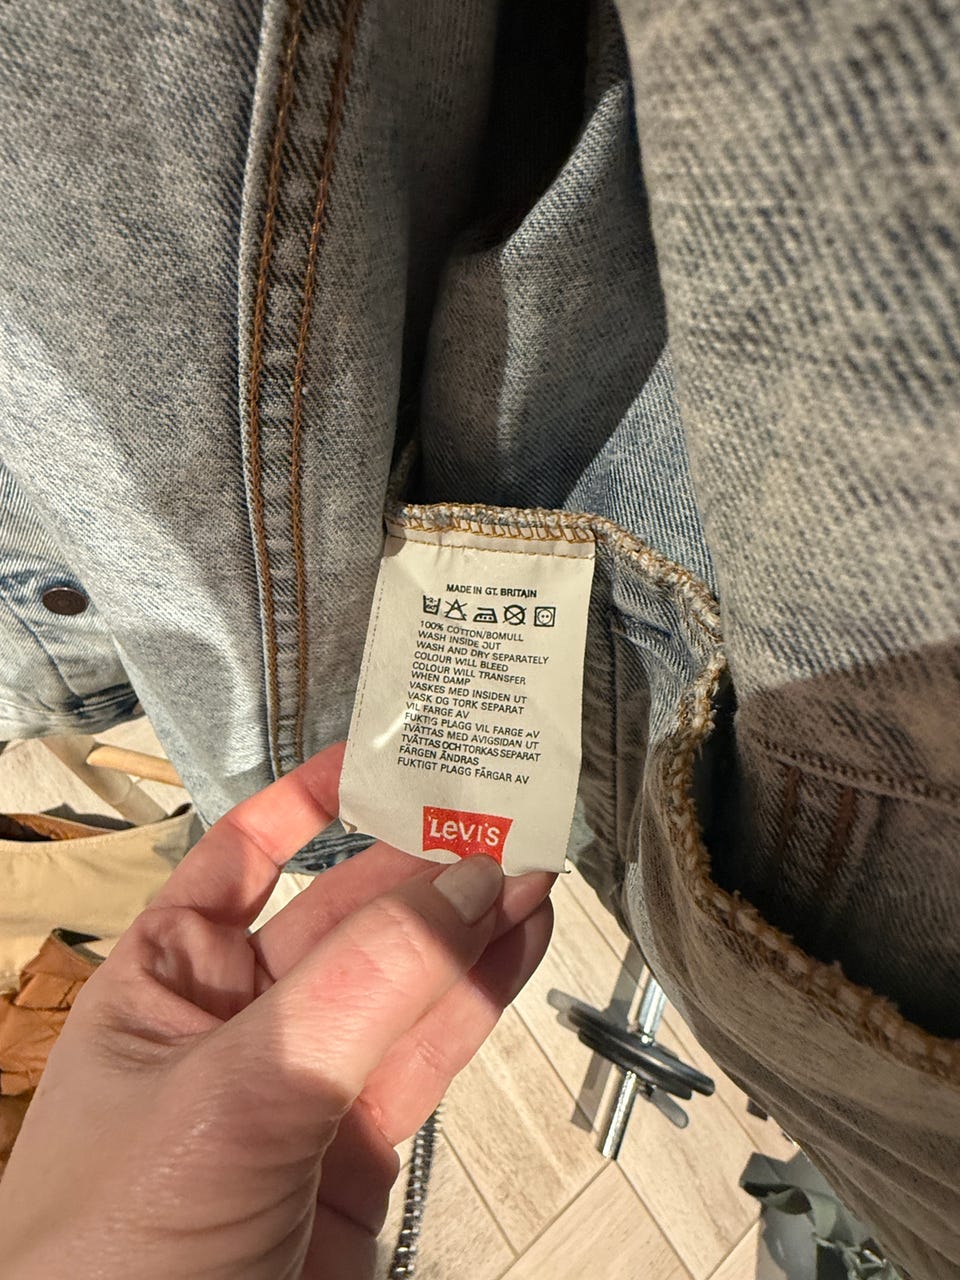 MADE IN GT. BRITAIN
100% COTTON/BOMULL
WASH INSIDE OUT
WASH AND DRY SEPARATELY
COLOUR WILL BLEED
COLOUR WILL TRANSFER
WHEN DAMP
VASKES MED INSIDEN UT
VASK OG TORK SEPARAT
VIL FARGE AV
FUKTIG PLAGG VIL FARGE AV
TVÄTTAS MED AVIGSIDAN UT
TVÄTTAS OCH TORKAS SEPARAT
FÄRGEN ÄNDRAS
FUKTIGT PLAGG FÄRGAR AV
LEVI'S